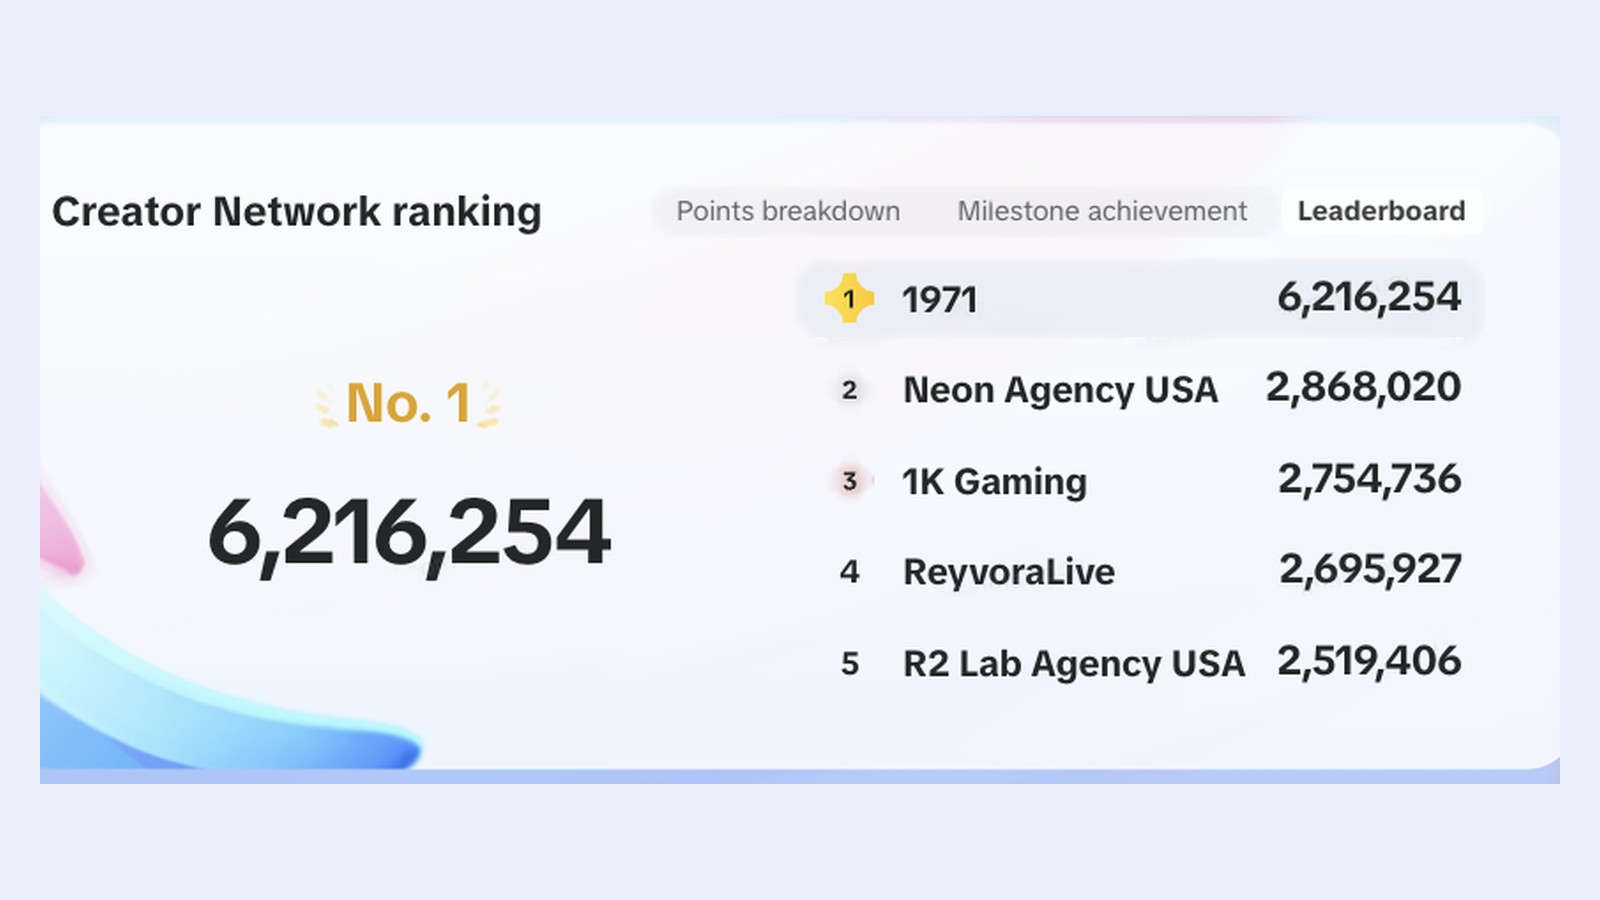 Creator Network ranking
Points breakdown Milestone achievement Leaderboard
No. 1
6,216,254
1 1971 6,216,254
2 Neon Agency USA 2,868,020
3 1K Gaming 2,754,736
4 ReyvoraLive 2,695,927
5 R2 Lab Agency USA 2,519,406